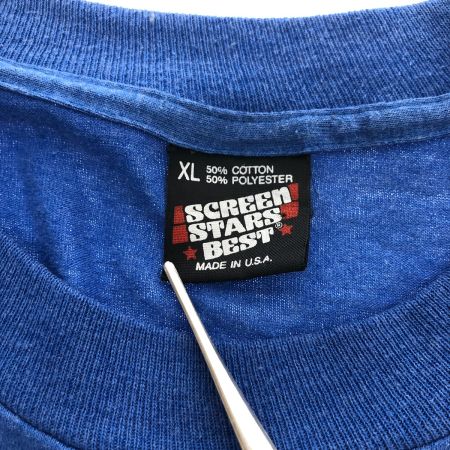 XL 50% COTTON
50% POLYESTER
SCREEN
STARS
BEST®
MADE IN U.S.A.